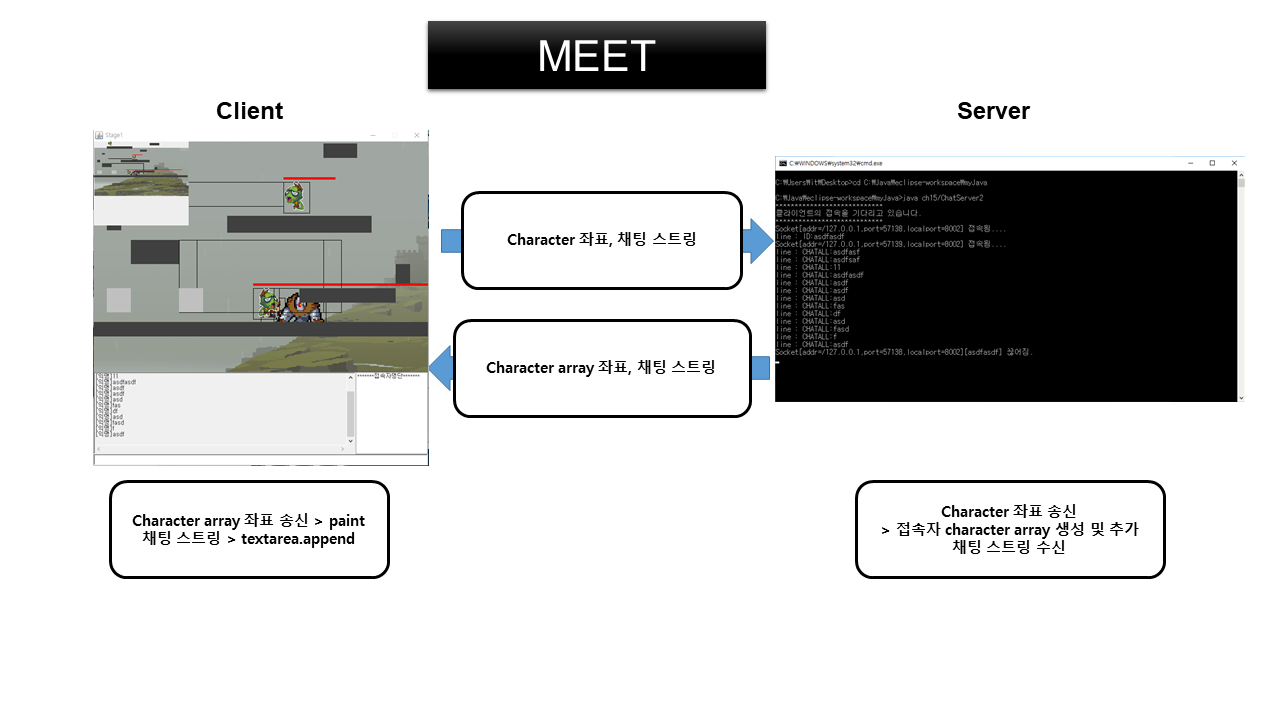 MEET
Client
Server
Stage1
[익명]11
[익명]asdfasdf
[익명]asdf
[익명]asdf
[익명]asd
[익명]fas
[익명]df
[익명]asd
[익명]fasd
[익명]f
[익명]asdf
*******접속자명단*******
Character 좌표, 채팅 스트링
Character array 좌표, 채팅 스트링
C:₩WINDOWS₩system32₩cmd.exe
C:₩Users₩it₩Desktop>cd C:₩Java₩eclipse-workspace₩myJava
C:₩Java₩eclipse-workspace₩myJava>java ch15/ChatServer2
****************************
클라이언트의 접속을 기다리고 있습니다.
****************************
Socket[addr=/127.0.0.1,port=57138,localport=8002] 접속됨....
line : ID:asdfasdf
Socket[addr=/127.0.0.1,port=57139,localport=8002] 접속됨....
line : CHATALL:asdfasf
line : CHATALL:asdfsaf
line : CHATALL:11
line : CHATALL:asdfasdf
line : CHATALL:asdf
line : CHATALL:asdf
line : CHATALL:asd
line : CHATALL:fas
line : CHATALL:df
line : CHATALL:asd
line : CHATALL:fasd
line : CHATALL:f
line : CHATALL:asdf
Socket[addr=/127.0.0.1,port=57138,localport=8002][asdfasdf] 끊어짐.
Character array 좌표 송신 > paint
채팅 스트링 > textarea.append
Character 좌표 송신
> 접속자 character array 생성 및 추가
채팅 스트링 수신